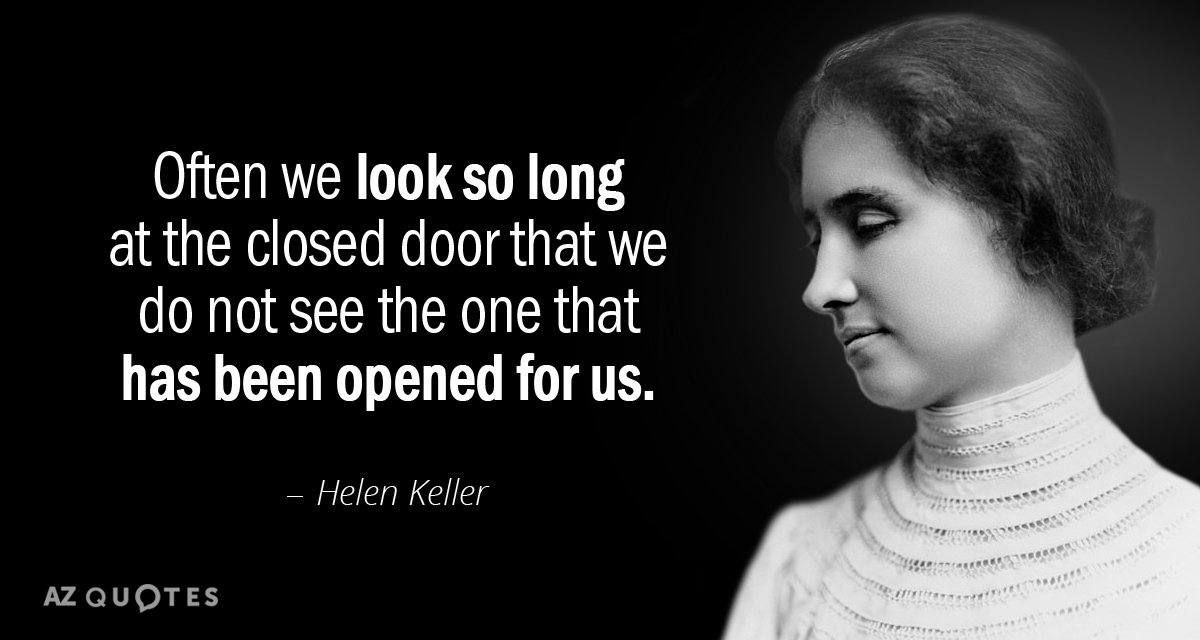 Often we look so long
at the closed door that we
do not see the one that
has been opened for us.
– Helen Keller
AZ QUOTES